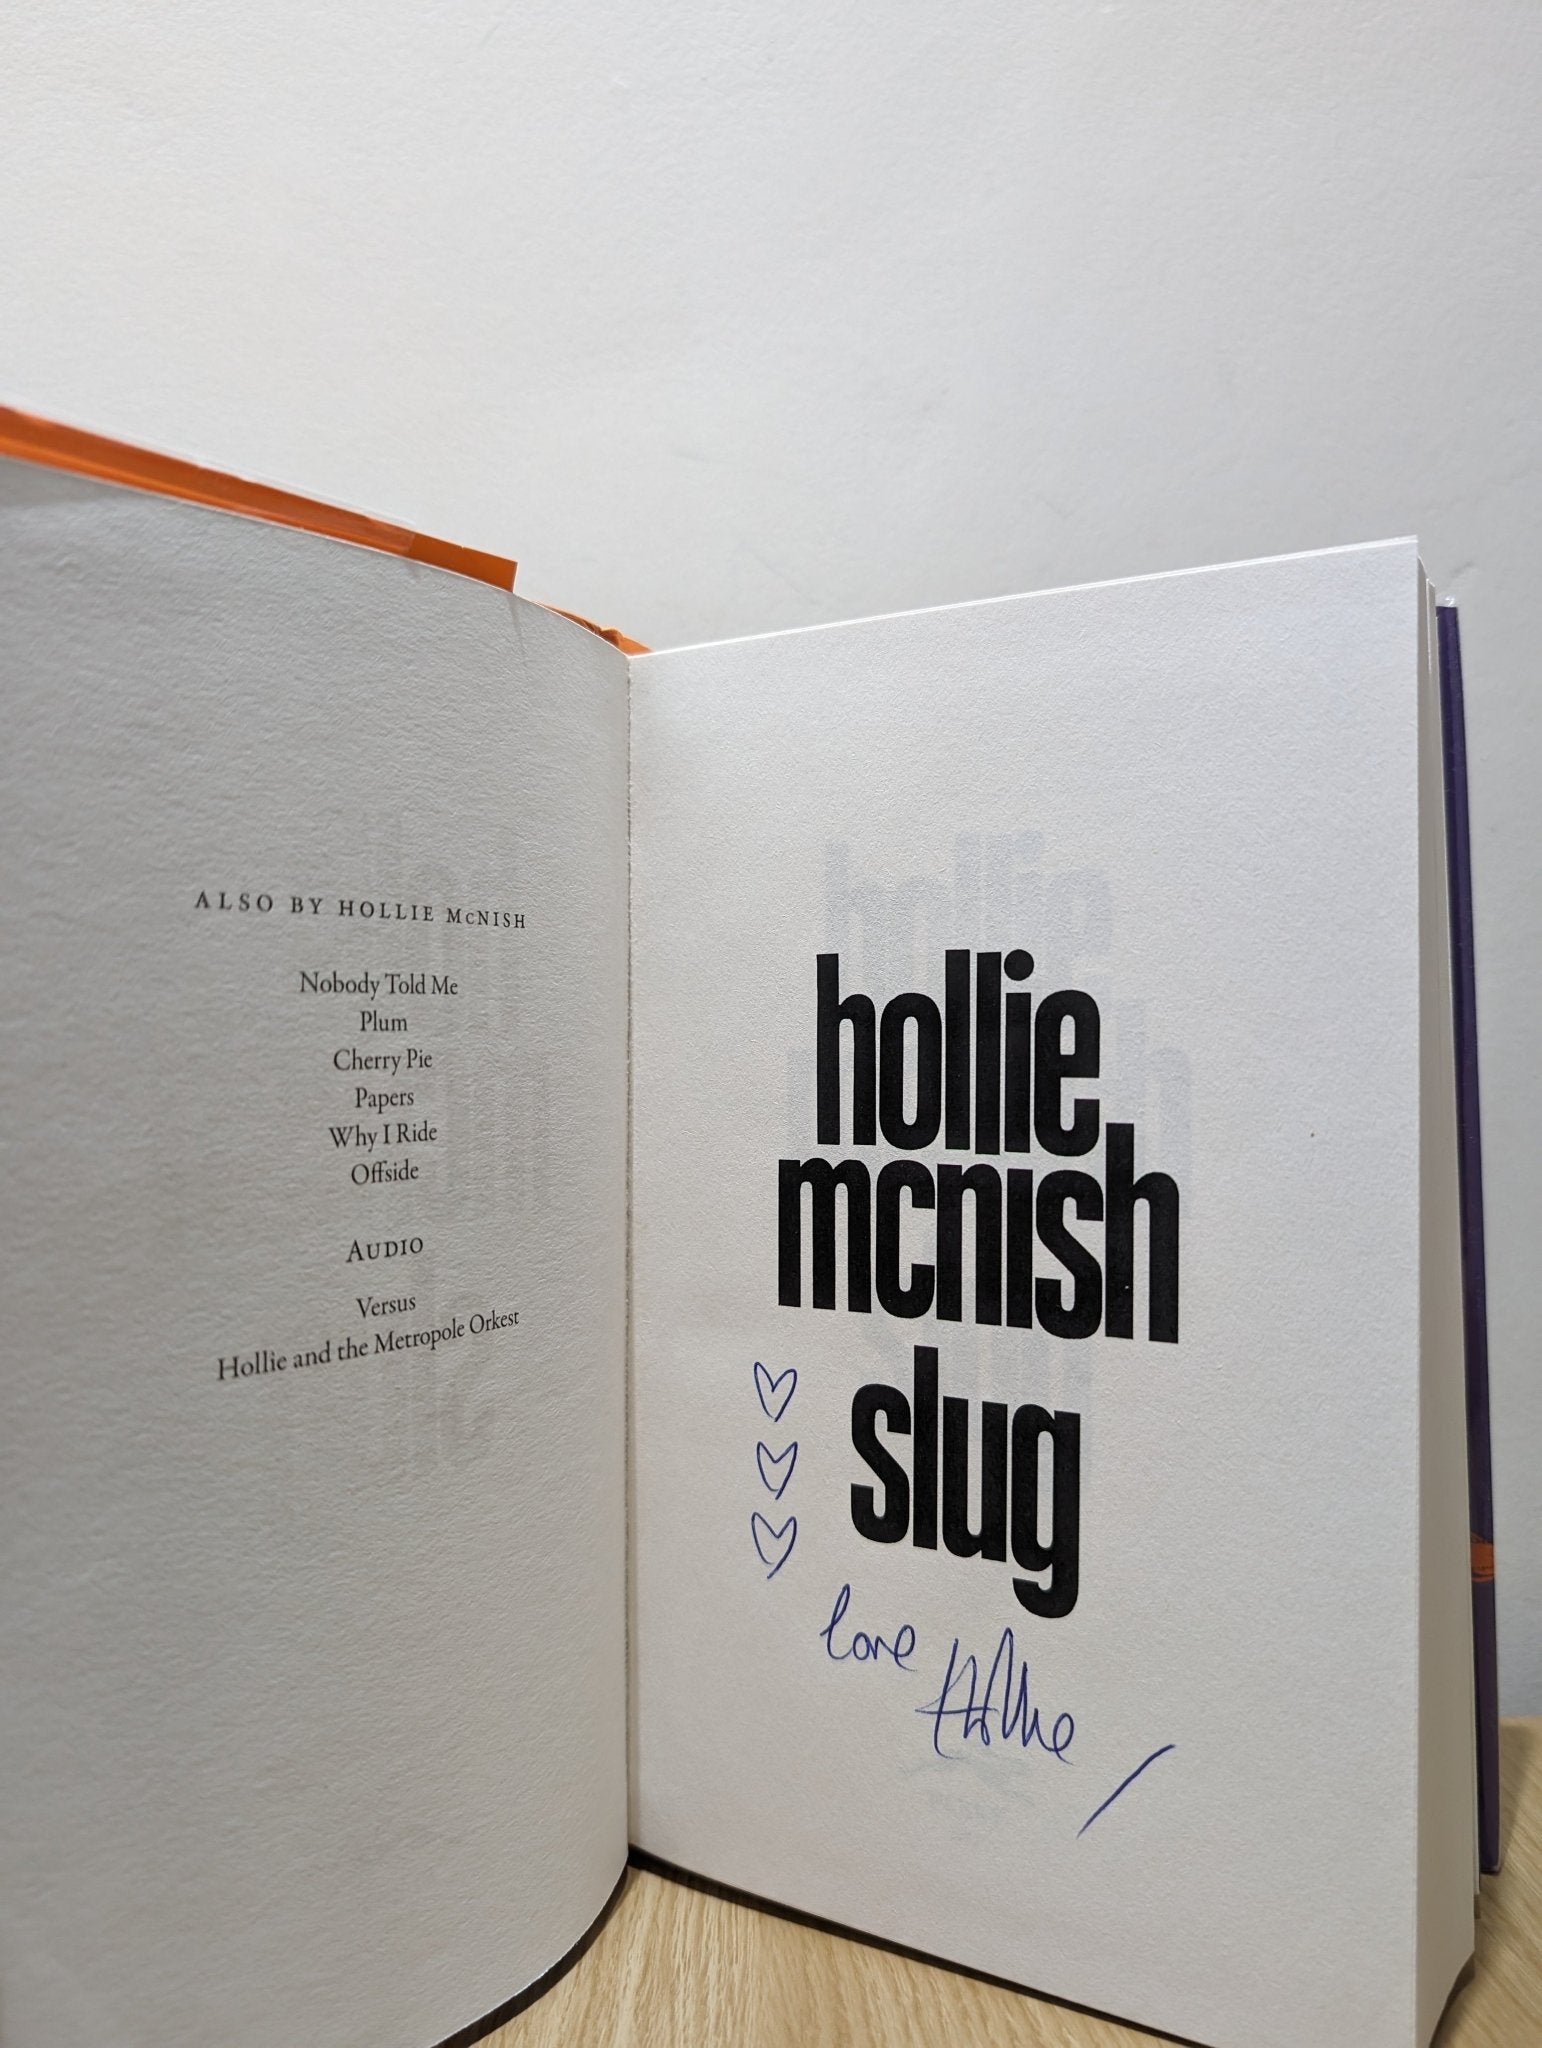 ALSO BY HOLLIE McNISH
Nobody Told Me
Plum
Cherry Pie
Papers
Why I Ride
Offside
AUDIO
Versus
Hollie and the Metropole Orkest
hollie
mcnish
slug
love Hollie